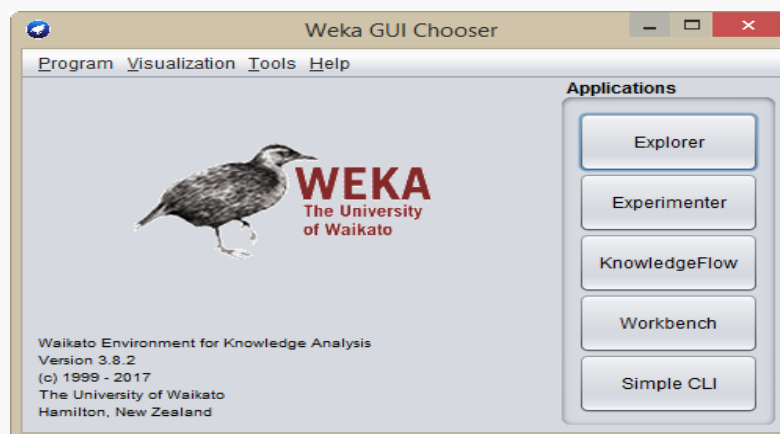 Weka GUI Chooser
Program Visualization Tools Help
Applications
Explorer
Experimenter
KnowledgeFlow
Workbench
Simple CLI
WEKA
The University
of Waikato
Waikato Environment for Knowledge Analysis
Version 3.8.2
(c) 1999 - 2017
The University of Waikato
Hamilton, New Zealand